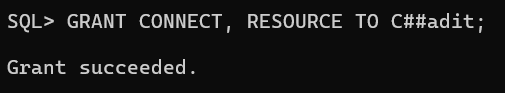 SQL> GRANT CONNECT, RESOURCE TO C##adit;
Grant succeeded.